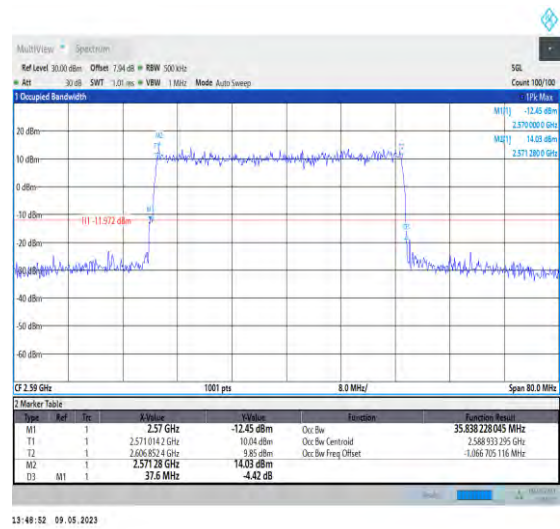 MultiView Spectrum
Ref Level 30.00 dBm Offset 7.94 dB RBW 500 kHz SGL
Att 30 dB SWT 1.01 ms VBW 1 MHz Mode Auto Sweep Count 100/100
1 Occupied Bandwidth 1Pk Max
M1[1] -12.45 dBm
2.570 000 0 GHz
M2[1] 14.03 dBm
2.571 280 0 GHz
20 dBm
10 dBm
0 dBm
-10 dBm
H1 -11.972 dBm
-20 dBm
-30 dBm
-40 dBm
-50 dBm
-60 dBm
M2
T1
T2
M1
D3
CF 2.59 GHz 1001 pts 8.0 MHz/ Span 80.0 MHz
2 Marker Table
Type Ref Trc X-Value Y-Value Function Function Result
M1 1 2.57 GHz -12.45 dBm Occ Bw 35.838 228 045 MHz
T1 1 2.571 014 2 GHz 10.04 dBm Occ Bw Centroid 2.588 933 295 GHz
T2 1 2.606 852 4 GHz 9.85 dBm Occ Bw Freq Offset -1.066 705 116 MHz
M2 1 2.571 28 GHz 14.03 dBm
D3 M1 1 37.6 MHz -4.42 dB
13:48:52 09.05.2023